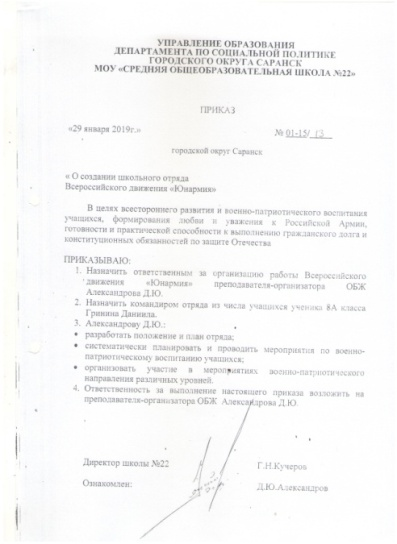 УПРАВЛЕНИЕ ОБРАЗОВАНИЯ
ДЕПАРТАМЕНТА ПО СОЦИАЛЬНОЙ ПОЛИТИКЕ
ГОРОДСКОГО ОКРУГА САРАНСК
МОУ «СРЕДНЯЯ ОБЩЕОБРАЗОВАТЕЛЬНАЯ ШКОЛА №22»
ПРИКАЗ
«29 января 2019г.» № 01-15/ 13
городской округ Саранск
« О создании школьного отряда
Всероссийского движения «Юнармия»
В целях всестороннего развития и военно-патриотического воспитания
учащихся, формирования любви и уважения к Российской Армии,
готовности и практической способности к выполнению гражданского долга и
конституционных обязанностей по защите Отечества
ПРИКАЗЫВАЮ:
1. Назначить ответственным за организацию работы Всероссийского
движения «Юнармия» преподавателя-организатора ОБЖ
Александрова Д.Ю.
2. Назначить командиром отряда из числа учащихся ученика 8А класса
Гринина Даниила.
3. Александрову Д.Ю.:
• разработать положение и план отряда;
• систематически планировать и проводить мероприятия по военно-
патриотическому воспитанию учащихся;
• организовать участие в мероприятиях военно-патриотического
направления различных уровней.
4. Ответственность за выполнение настоящего приказа возложить на
преподавателя-организатора ОБЖ Александрова Д.Ю.
Директор школы №22 Г.Н.Кучеров
Ознакомлен: Д.Ю.Александров